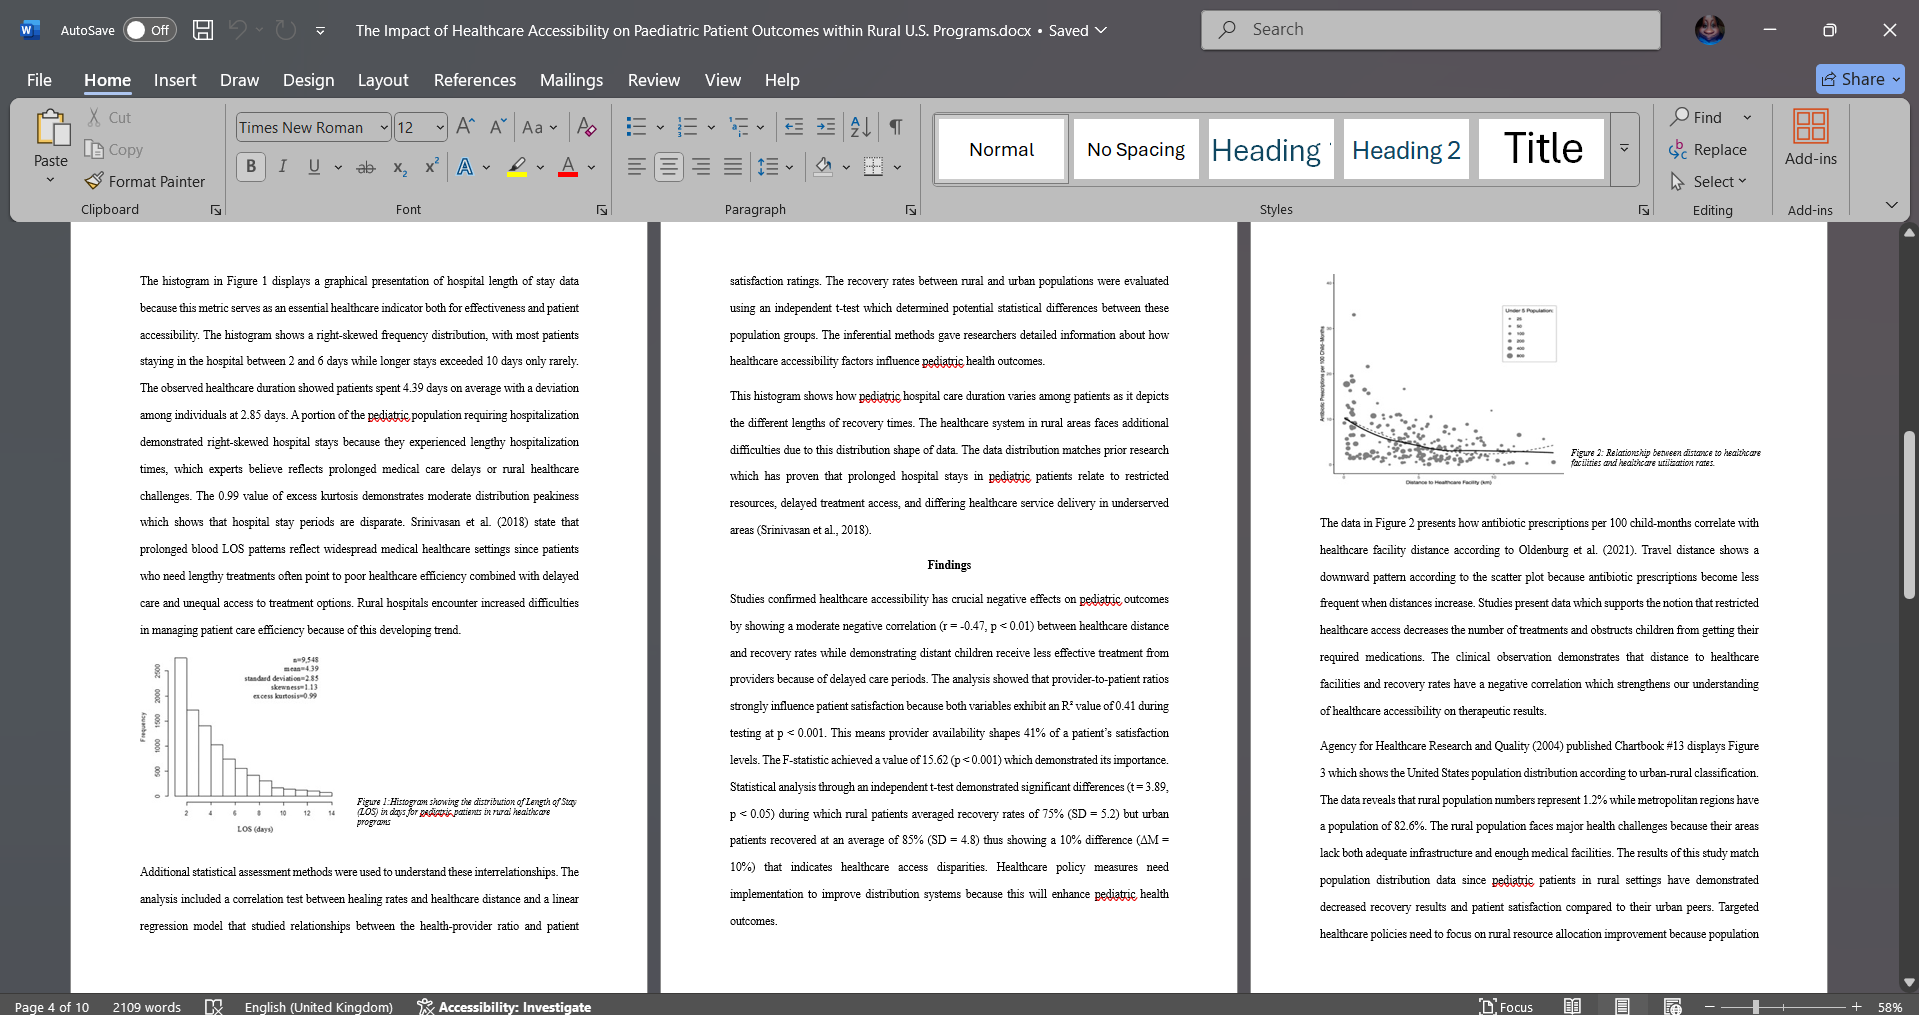 AutoSave Off The Impact of Healthcare Accessibility on Paediatric Patient Outcomes within Rural U.S. Programs.docx • Saved Search
File Home Insert Draw Design Layout References Mailings Review View Help Share
Paste
Cut
Copy
Format Painter
Clipboard
Times New Roman 12
Font
Paragraph
Normal No Spacing Heading 1 Heading 2 Title
Styles
Find
Replace
Select
Editing
Add-ins
Add-ins
The histogram in Figure 1 displays a graphical presentation of hospital length of stay data
because this metric serves as an essential healthcare indicator both for effectiveness and patient
accessibility. The histogram shows a right-skewed frequency distribution, with most patients
staying in the hospital between 2 and 6 days while longer stays exceeded 10 days only rarely.
The observed healthcare duration showed patients spent 4.39 days on average with a deviation
among individuals at 2.85 days. A portion of the pediatric population requiring hospitalization
demonstrated right-skewed hospital stays because they experienced lengthy hospitalization
times, which experts believe reflects prolonged medical care delays or rural healthcare
challenges. The 0.99 value of excess kurtosis demonstrates moderate distribution peakiness
which shows that hospital stay periods are disparate. Srinivasan et al. (2018) state that
prolonged blood LOS patterns reflect widespread medical healthcare settings since patients
who need lengthy treatments often point to poor healthcare efficiency combined with delayed
care and unequal access to treatment options. Rural hospitals encounter increased difficulties
in managing patient care efficiency because of this developing trend.
n=9,548
mean=4.39
standard deviation=2.85
skewness=1.13
excess kurtosis=0.99
Frequency
0 500 1000 1500 2000 2500
2 4 6 8 10 12 14
LOS (days)
Figure 1:Histogram showing the distribution of Length of Stay
(LOS) in days for pediatric patients in rural healthcare
programs
Additional statistical assessment methods were used to understand these interrelationships. The
analysis included a correlation test between healing rates and healthcare distance and a linear
regression model that studied relationships between the health-provider ratio and patient
satisfaction ratings. The recovery rates between rural and urban populations were evaluated
using an independent t-test which determined potential statistical differences between these
population groups. The inferential methods gave researchers detailed information about how
healthcare accessibility factors influence pediatric health outcomes.
This histogram shows how pediatric hospital care duration varies among patients as it depicts
the different lengths of recovery times. The healthcare system in rural areas faces additional
difficulties due to this distribution shape of data. The data distribution matches prior research
which has proven that prolonged hospital stays in pediatric patients relate to restricted
resources, delayed treatment access, and differing healthcare service delivery in underserved
areas (Srinivasan et al., 2018).
Findings
Studies confirmed healthcare accessibility has crucial negative effects on pediatric outcomes
by showing a moderate negative correlation (r = -0.47, p < 0.01) between healthcare distance
and recovery rates while demonstrating distant children receive less effective treatment from
providers because of delayed care periods. The analysis showed that provider-to-patient ratios
strongly influence patient satisfaction because both variables exhibit an R² value of 0.41 during
testing at p < 0.001. This means provider availability shapes 41% of a patient’s satisfaction
levels. The F-statistic achieved a value of 15.62 (p < 0.001) which demonstrated its importance.
Statistical analysis through an independent t-test demonstrated significant differences (t = 3.89,
p < 0.05) during which rural patients averaged recovery rates of 75% (SD = 5.2) but urban
patients recovered at an average of 85% (SD = 4.8) thus showing a 10% difference (ΔM =
10%) that indicates healthcare access disparities. Healthcare policy measures need
implementation to improve distribution systems because this will enhance pediatric health
outcomes.
Antibiotic Prescriptions per 100 Child-Months
Under 5 Population:
25
50
100
200
400
800
0 5 10
Distance to Healthcare Facility (km)
Figure 2: Relationship between distance to healthcare
facilities and healthcare utilization rates.
The data in Figure 2 presents how antibiotic prescriptions per 100 child-months correlate with
healthcare facility distance according to Oldenburg et al. (2021). Travel distance shows a
downward pattern according to the scatter plot because antibiotic prescriptions become less
frequent when distances increase. Studies present data which supports the notion that restricted
healthcare access decreases the number of treatments and obstructs children from getting their
required medications. The clinical observation demonstrates that distance to healthcare
facilities and recovery rates have a negative correlation which strengthens our understanding
of healthcare accessibility on therapeutic results.
Agency for Healthcare Research and Quality (2004) published Chartbook #13 displays Figure
3 which shows the United States population distribution according to urban-rural classification.
The data reveals that rural population numbers represent 1.2% while metropolitan regions have
a population of 82.6%. The rural population faces major health challenges because their areas
lack both adequate infrastructure and enough medical facilities. The results of this study match
population distribution data since pediatric patients in rural settings have demonstrated
decreased recovery results and patient satisfaction compared to their urban peers. Targeted
healthcare policies need to focus on rural resource allocation improvement because population
Page 4 of 10 2109 words English (United Kingdom) Accessibility: Investigate Focus 58%